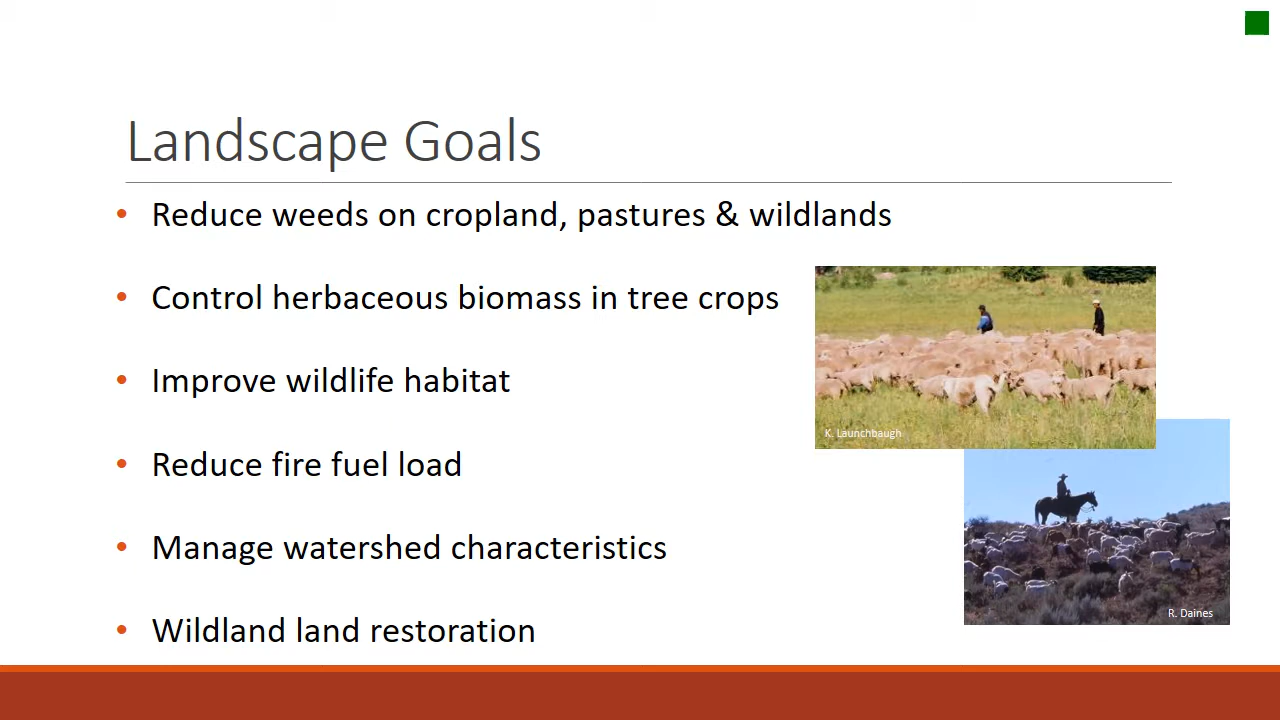 Landscape Goals
• Reduce weeds on cropland, pastures & wildlands
• Control herbaceous biomass in tree crops
• Improve wildlife habitat
• Reduce fire fuel load
• Manage watershed characteristics
• Wildland land restoration
K. Launchbaugh
R. Daines